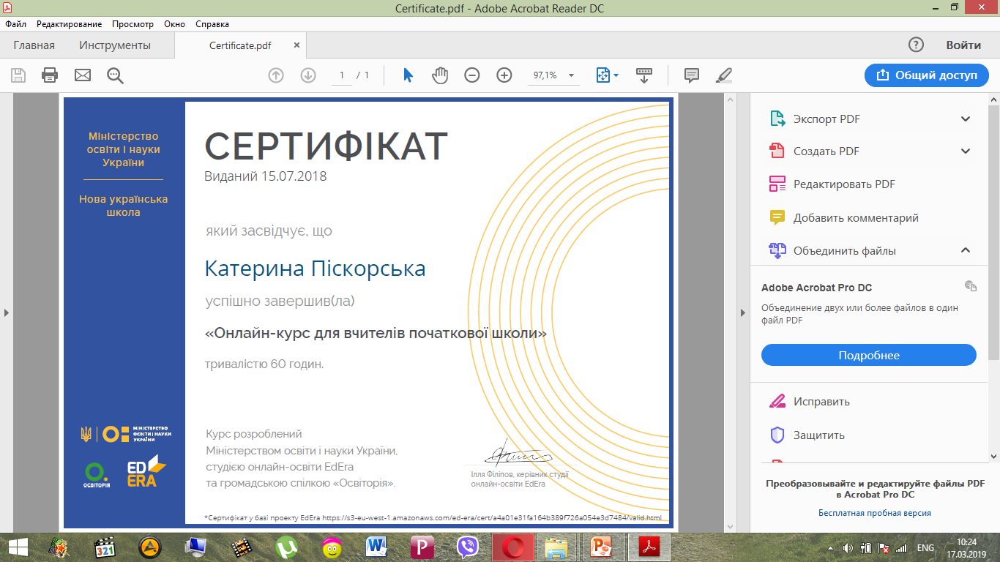 Certificate.pdf - Adobe Acrobat Reader DC
Файл Редактирование Просмотр Окно Справка
Главная Инструменты Certificate.pdf × Войти
1 / 1 97,1% Общий доступ
Міністерство
освіти і науки
України
Нова українська
школа
СЕРТИФІКАТ
Виданий 15.07.2018
який засвідчує, що
Катерина Піскорська
успішно завершив(ла)
«Онлайн-курс для вчителів початкової школи»
тривалістю 60 годин.
МІНІСТЕРСТВО
ОСВІТИ І НАУКИ
УКРАЇНИ
ОСВІТОРІЯ
ED
ERA
Курс розроблений
Міністерством освіти і науки України,
студією онлайн-освіти EdEra
та громадською спілкою «Освіторія».
Ілля Філіпов, керівник студії
онлайн-освіти EdEra
*Сертифікат у базі проекту EdEra https://s3-eu-west-1.amazonaws.com/ed-era/cert/a4a01e31fa164b389f726a054e3d7484/valid.html
Экспорт PDF
Создать PDF
Редактировать PDF
Добавить комментарий
Объединить файлы
Adobe Acrobat Pro DC
Объединение двух или более файлов в один
файл PDF
Подробнее
Исправить
Защитить
Преобразовывайте и редактируйте файлы PDF
в Acrobat Pro DC
Бесплатная пробная версия
321
ENG
10:24
17.03.2019